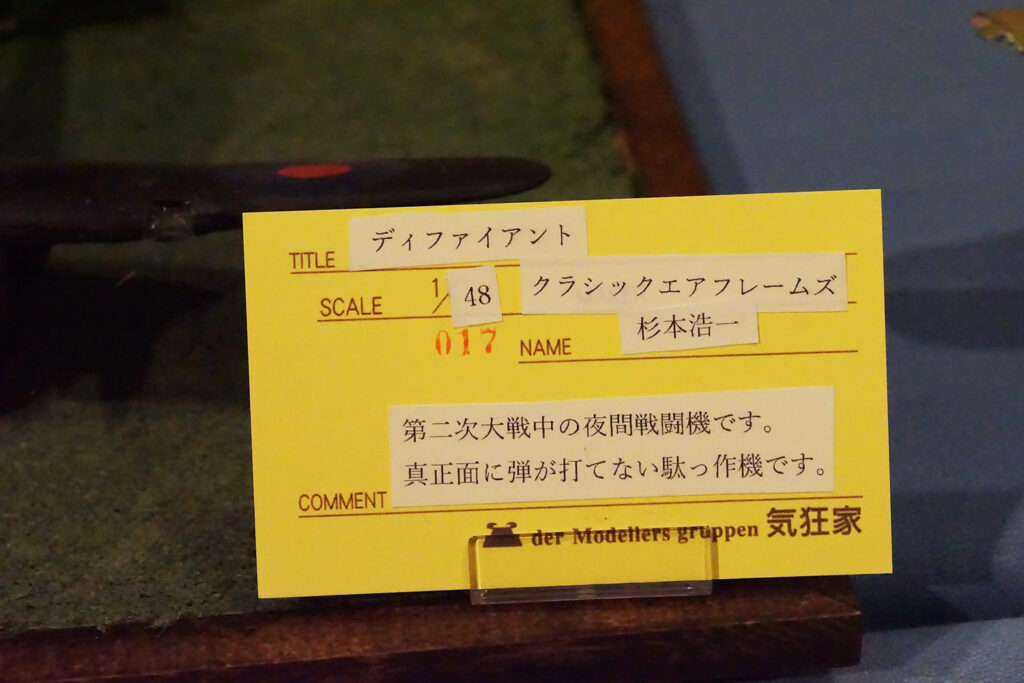 TITLE ディファイアント
SCALE 1/48 クラシックエアフレームズ
017 NAME 杉本浩一
第二次大戦中の夜間戦闘機です。
真正面に弾が打てない駄っ作機です。
COMMENT
der Modellers gruppen 気狂家